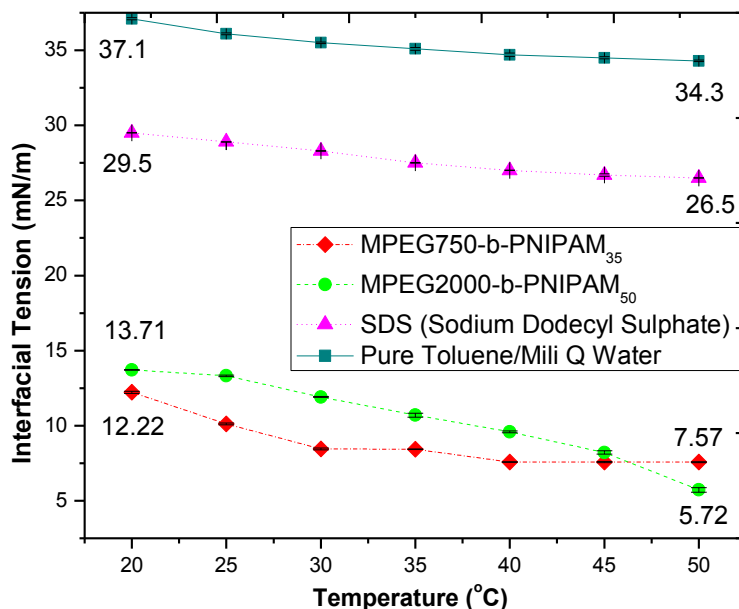 35
30
25
20
15
10
5
Interfacial Tension (mN/m)
37.1
34.3
29.5
26.5
MPEG750-b-PNIPAM₃₅
MPEG2000-b-PNIPAM₅₀
SDS (Sodium Dodecyl Sulphate)
Pure Toluene/Mili Q Water
13.71
12.22
7.57
5.72
20 25 30 35 40 45 50
Temperature (°C)